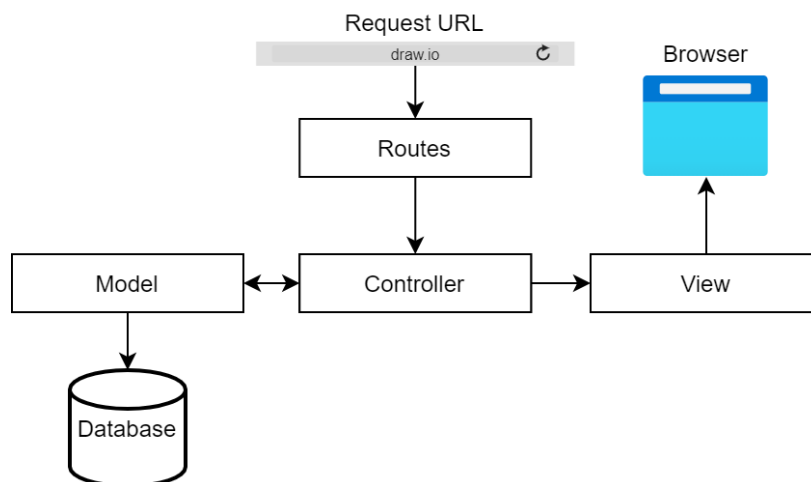 Request URL
draw.io
Browser
Routes
Model
Controller
View
Database